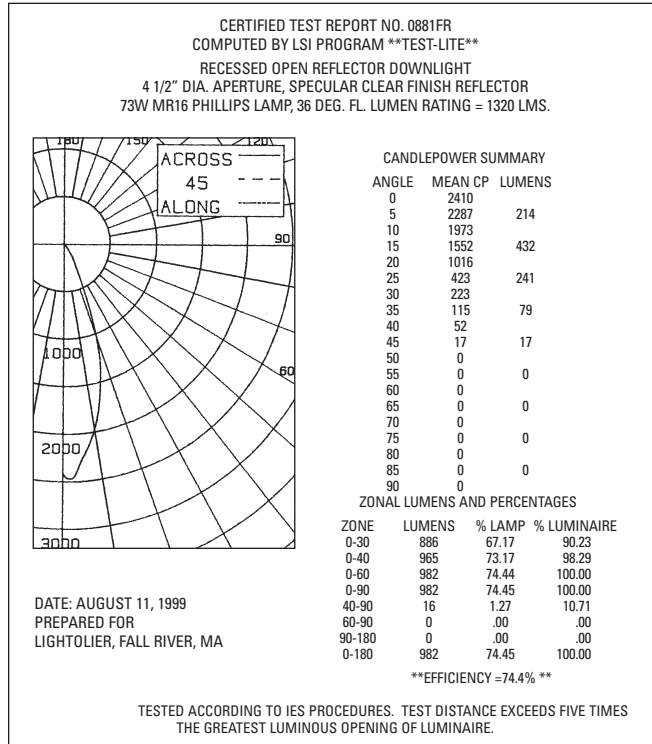 CERTIFIED TEST REPORT NO. 0881FR
COMPUTED BY LSI PROGRAM **TEST-LITE**
RECESSED OPEN REFLECTOR DOWNLIGHT
4 1/2” DIA. APERTURE, SPECULAR CLEAR FINISH REFLECTOR
73W MR16 PHILLIPS LAMP, 36 DEG. FL. LUMEN RATING = 1320 LMS.
180 150 120
ACROSS
45
ALONG
90
60
1000
2000
3000
CANDLEPOWER SUMMARY
ANGLE MEAN CP LUMENS
0 2410
5 2287 214
10 1973
15 1552 432
20 1016
25 423 241
30 223
35 115 79
40 52
45 17 17
50 0
55 0 0
60 0
65 0 0
70 0
75 0 0
80 0
85 0 0
90 0
ZONAL LUMENS AND PERCENTAGES
ZONE LUMENS % LAMP % LUMINAIRE
0-30 886 67.17 90.23
0-40 965 73.17 98.29
0-60 982 74.44 100.00
0-90 982 74.45 100.00
40-90 16 1.27 10.71
60-90 0 .00 .00
90-180 0 .00 .00
0-180 982 74.45 100.00
**EFFICIENCY =74.4% **
DATE: AUGUST 11, 1999
PREPARED FOR
LIGHTOLIER, FALL RIVER, MA
TESTED ACCORDING TO IES PROCEDURES. TEST DISTANCE EXCEEDS FIVE TIMES
THE GREATEST LUMINOUS OPENING OF LUMINAIRE.